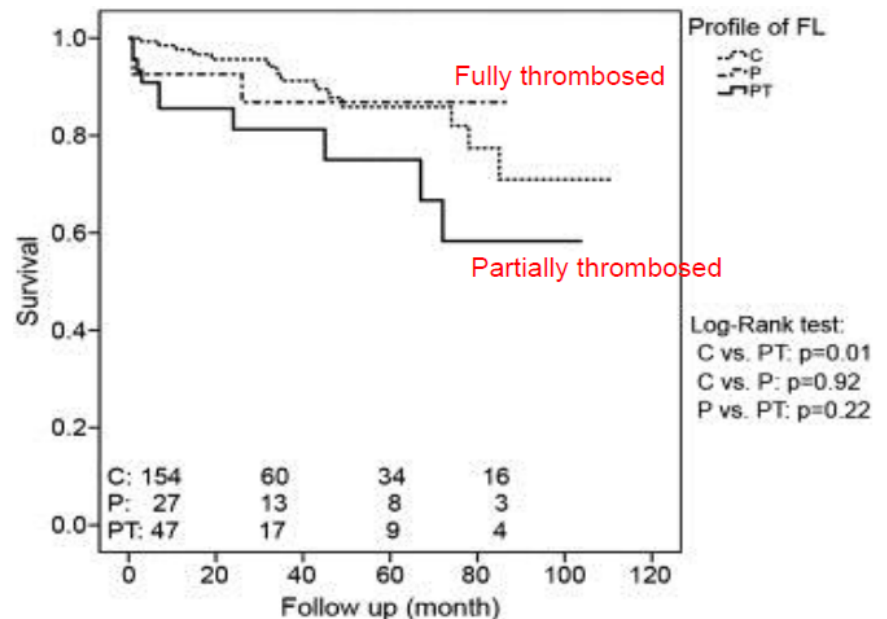 Profile of FL
C
P
PT
Fully thrombosed
Partially thrombosed
Log-Rank test:
C vs. PT: p=0.01
C vs. P: p=0.92
P vs. PT: p=0.22
Survival
1.0
0.8
0.6
0.4
0.2
0.0
C: 154 60 34 16
P: 27 13 8 3
PT: 47 17 9 4
0 20 40 60 80 100 120
Follow up (month)